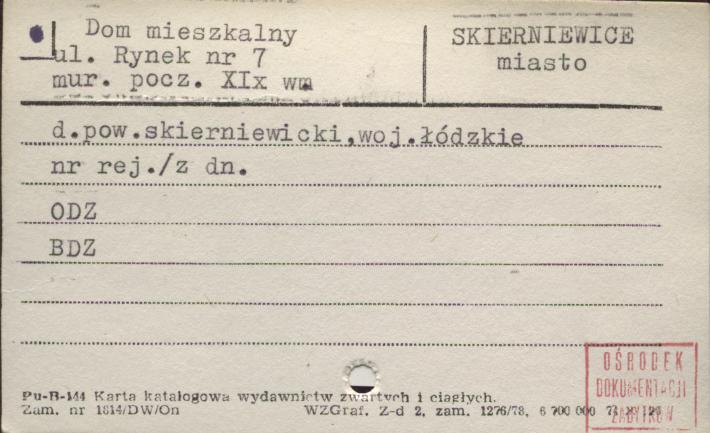 Dom mieszkalny
ul. Rynek nr 7
mur. pocz. XIx wm
SKIERNIEWICE
miasto
d.pow.skierniewicki,woj.łódzkie
nr rej./z dn.
ODZ
BDZ
OŚRODEK
DOKUMENTACJI
ZABYTKÓW
Pu-B-144 Karta katalogowa wydawnictw zwartych i ciągłych.
Zam. nr 1814/DW/On WZGraf. Z-d 2, zam. 1276/78, 6 700 000